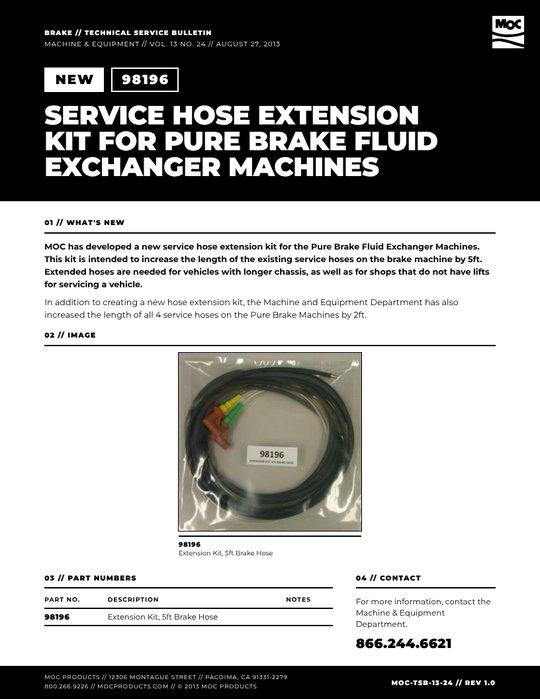 BRAKE // TECHNICAL SERVICE BULLETIN
MACHINE & EQUIPMENT // VOL. 13 NO. 24 // AUGUST 27, 2013
MOC
NEW 98196
SERVICE HOSE EXTENSION
KIT FOR PURE BRAKE FLUID
EXCHANGER MACHINES
01 // WHAT'S NEW
MOC has developed a new service hose extension kit for the Pure Brake Fluid Exchanger Machines.
This kit is intended to increase the length of the existing service hoses on the brake machine by 5ft.
Extended hoses are needed for vehicles with longer chassis, as well as for shops that do not have lifts
for servicing a vehicle.
In addition to creating a new hose extension kit, the Machine and Equipment Department has also
increased the length of all 4 service hoses on the Pure Brake Machines by 2ft.
02 // IMAGE
98196
EXTENSION KIT, 5ft BRAKE HOSE
98196
Extension Kit, 5ft Brake Hose
03 // PART NUMBERS
PART NO. DESCRIPTION NOTES
98196 Extension Kit, 5ft Brake Hose
04 // CONTACT
For more information, contact the
Machine & Equipment
Department.
866.244.6621
MOC PRODUCTS // 12306 MONTAGUE STREET // PACOIMA, CA 91331-2279
800.266.9226 // MOCPRODUCTS.COM // © 2013 MOC PRODUCTS
MOC-TSB-13-24 // REV 1.0